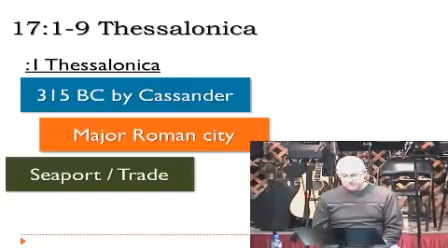 17:1-9 Thessalonica
:1 Thessalonica
315 BC by Cassander
Major Roman city
Seaport / Trade